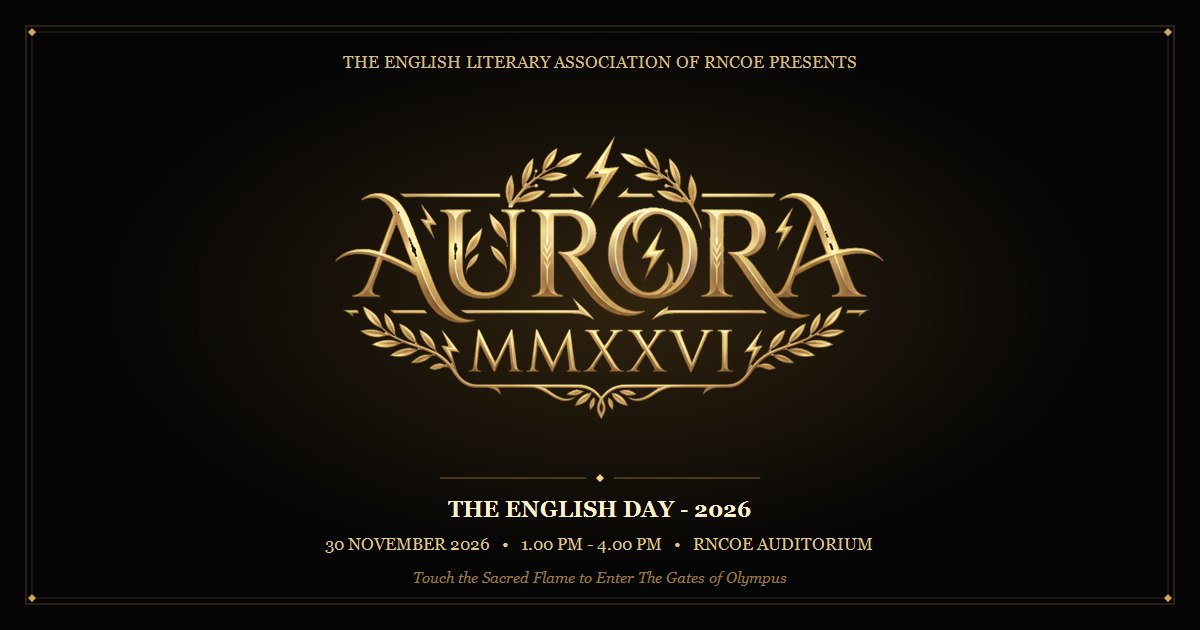 THE ENGLISH LITERARY ASSOCIATION OF RNCOE PRESENTS
AURORA
MMXXVI
THE ENGLISH DAY - 2026
30 NOVEMBER 2026 • 1.00 PM - 4.00 PM • RNCOE AUDITORIUM
Touch the Sacred Flame to Enter The Gates of Olympus